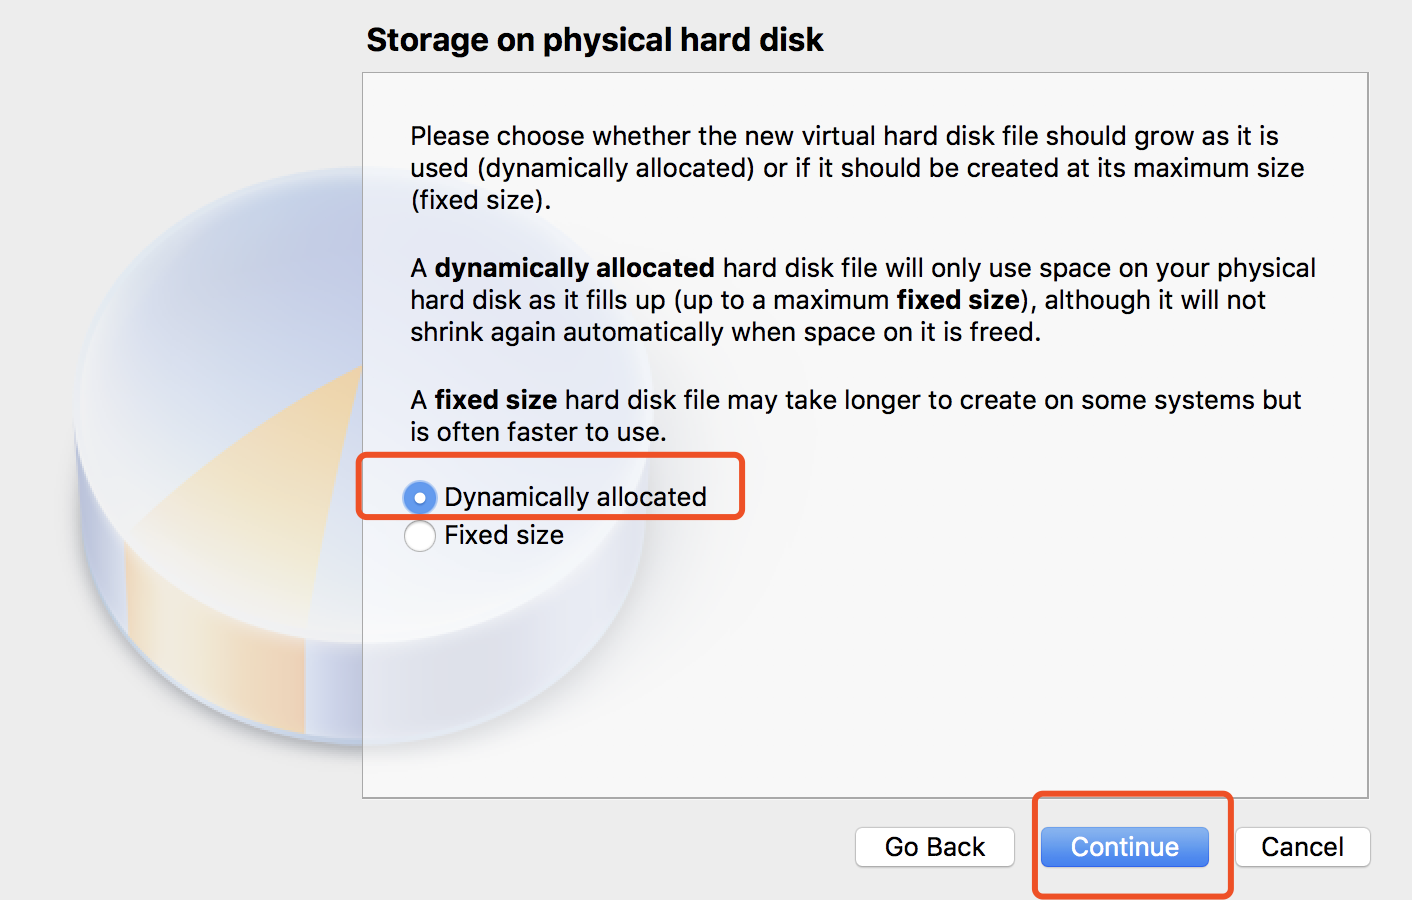 Storage on physical hard disk
Please choose whether the new virtual hard disk file should grow as it is
used (dynamically allocated) or if it should be created at its maximum size
(fixed size).
A dynamically allocated hard disk file will only use space on your physical
hard disk as it fills up (up to a maximum fixed size), although it will not
shrink again automatically when space on it is freed.
A fixed size hard disk file may take longer to create on some systems but
is often faster to use.
Dynamically allocated
Fixed size
Go Back
Continue
Cancel